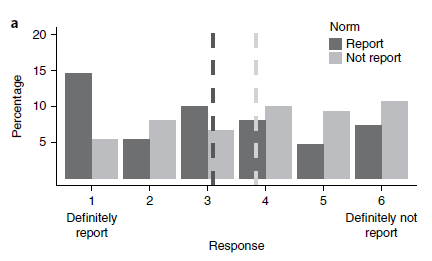 a
Norm
Report
Not report
Percentage
20
15
10
5
1
2
3
4
5
6
Definitely
report
Definitely not
report
Response